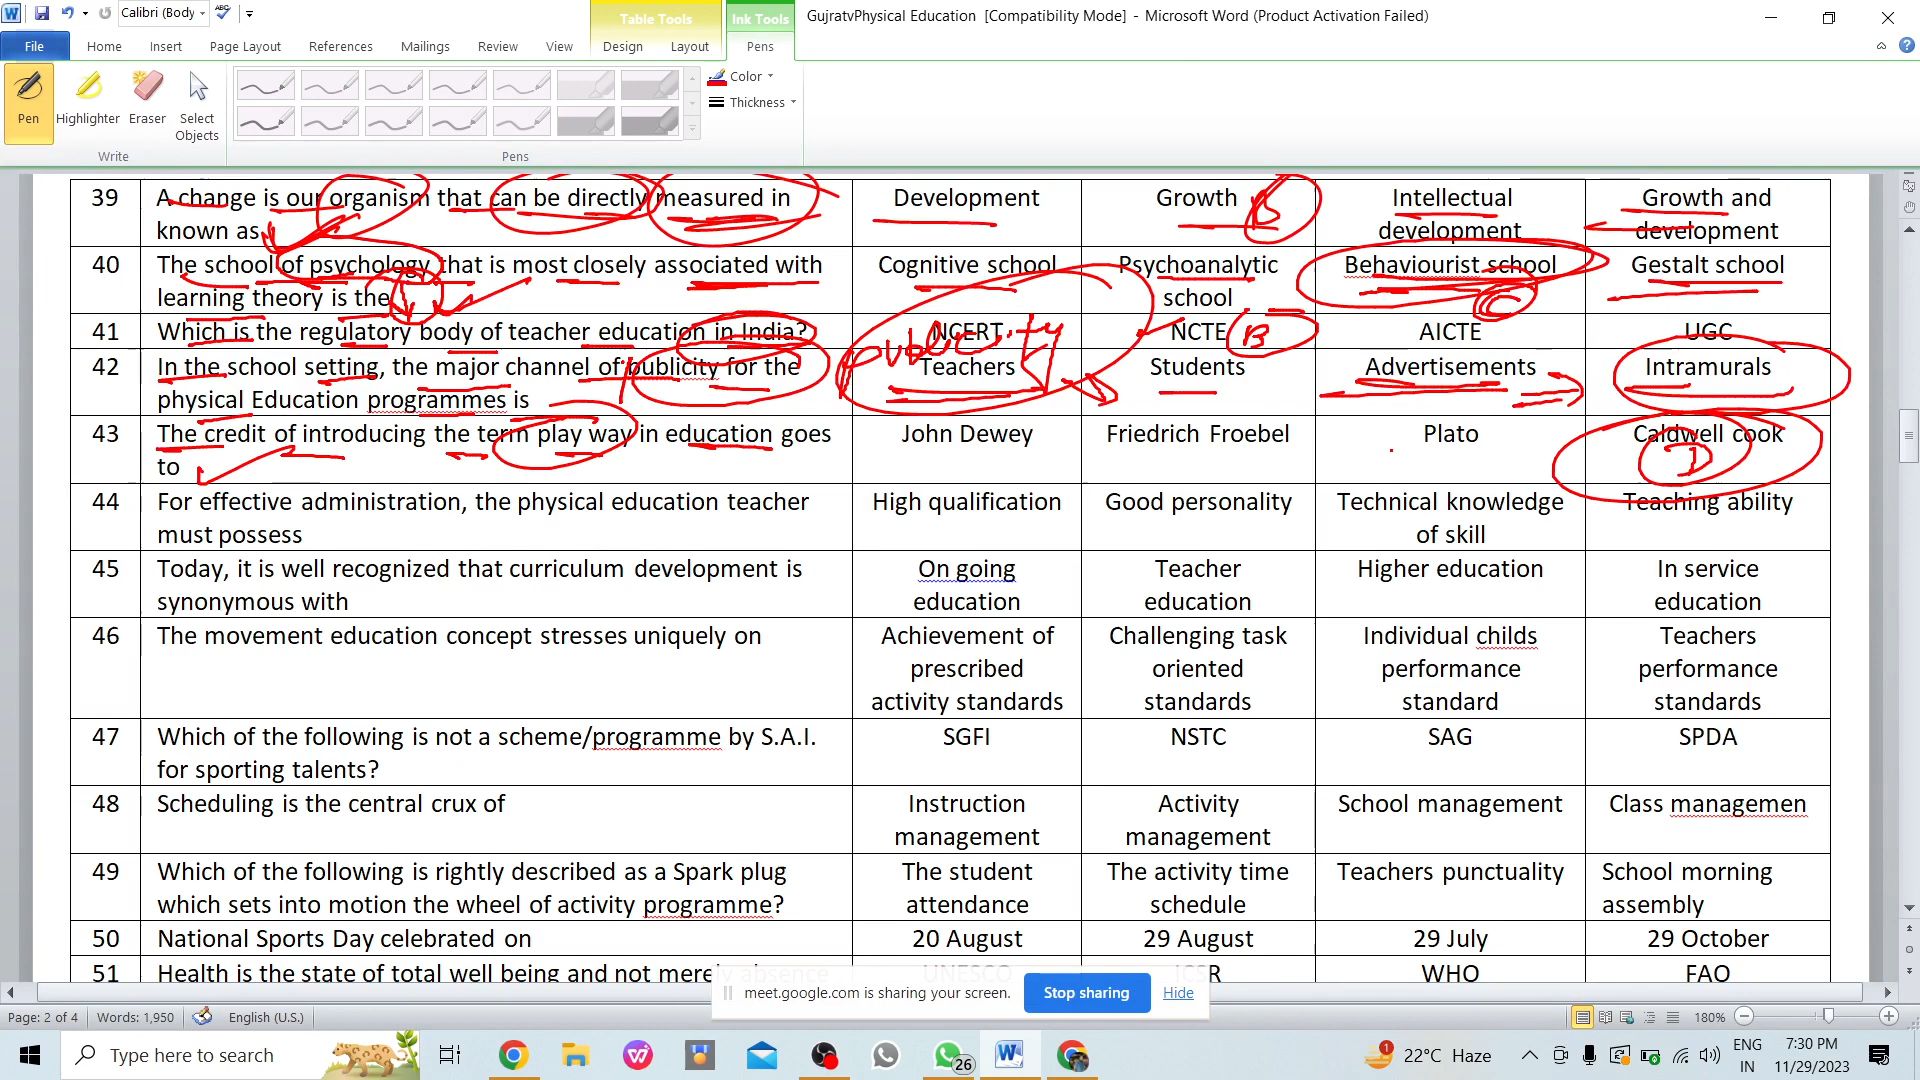 Calibri (Body
ABC
Table Tools
Ink Tools
GujratvPhysical Education [Compatibility Mode] - Microsoft Word (Product Activation Failed)
File
Home
Insert
Page Layout
References
Mailings
Review
View
Design
Layout
Pens
Pen
Highlighter
Eraser
Select Objects
Color
Thickness
Write
Pens
39 A change is our organism that can be directly measured in Development Growth Intellectual Growth and
known as development development
B
40 The school of psychology that is most closely associated with Cognitive school Psychoanalytic Behaviourist school Gestalt school
learning theory is the school
C
41 Which is the regulatory body of teacher education in India? NCERT NCTE AICTE UGC
B
publicity
42 In the school setting, the major channel of bublicity for the Teachers Students Advertisements Intramurals
physical Education programmes is
43 The credit of introducing the term play way in education goes John Dewey Friedrich Froebel Plato Caldwell cook
to
D
44 For effective administration, the physical education teacher High qualification Good personality Technical knowledge Teaching ability
must possess of skill
45 Today, it is well recognized that curriculum development is On going Teacher Higher education In service
synonymous with education education education
46 The movement education concept stresses uniquely on Achievement of Challenging task Individual childs Teachers
prescribed oriented performance performance
activity standards standards standard standards
47 Which of the following is not a scheme/programme by S.A.I. SGFI NSTC SAG SPDA
for sporting talents?
48 Scheduling is the central crux of Instruction Activity School management Class managemen
management management
49 Which of the following is rightly described as a Spark plug The student The activity time Teachers punctuality School morning
which sets into motion the wheel of activity programme? attendance schedule assembly
50 National Sports Day celebrated on 20 August 29 August 29 July 29 October
51 Health is the state of total well being and not merely absence UNESCO ICSR WHO FAO
meet.google.com is sharing your screen. Stop sharing Hide
Page: 2 of 4 Words: 1,950 English (U.S.) 180%
Type here to search 26 1 22°C Haze ENG IN 7:30 PM 11/29/2023